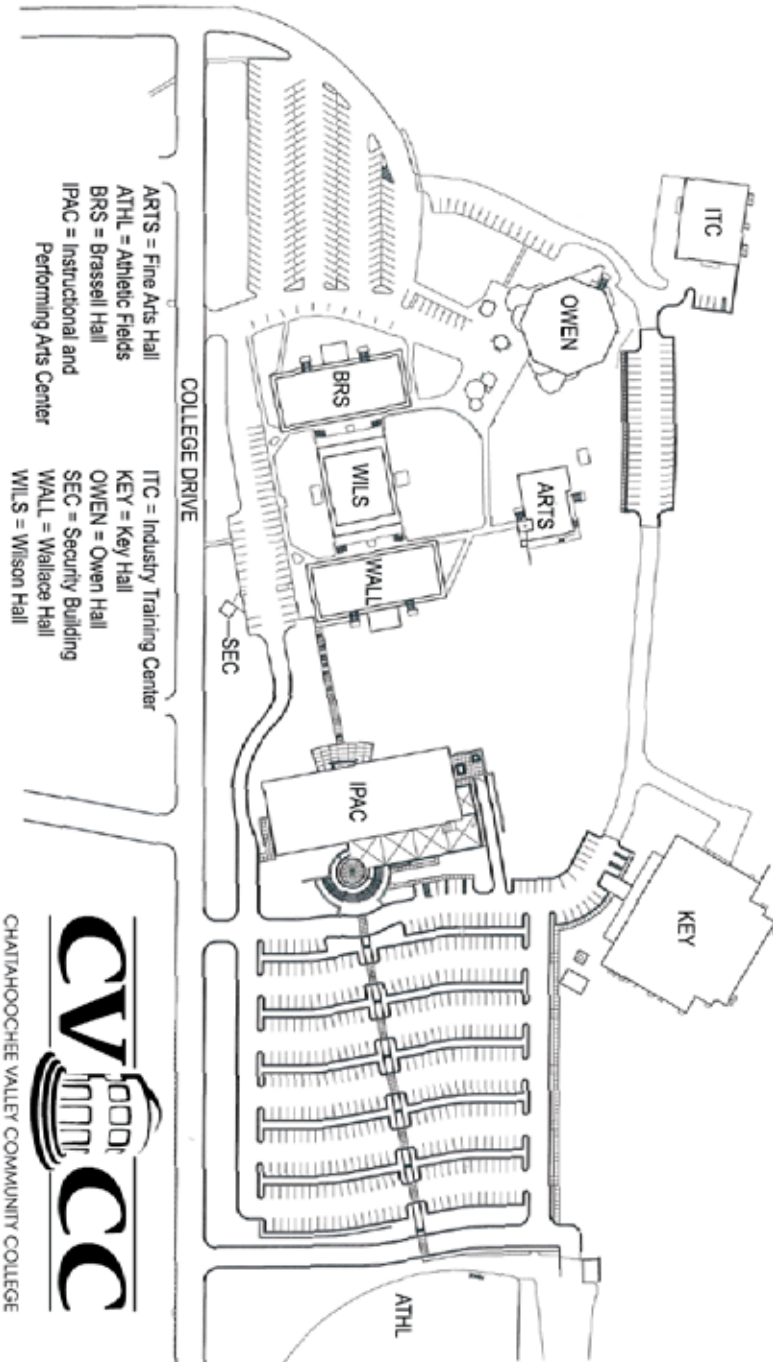 ITC
OWEN
ARTS
KEY
BRS
WILS
WALL
IPAC
SEC
ATHL
COLLEGE DRIVE
ARTS = Fine Arts Hall
ATHL = Athletic Fields
BRS = Brassell Hall
IPAC = Instructional and
Performing Arts Center
ITC = Industry Training Center
KEY = Key Hall
OWEN = Owen Hall
SEC = Security Building
WALL = Wallace Hall
WILS = Wilson Hall
CV CC
CHATTAHOOCHEE VALLEY COMMUNITY COLLEGE